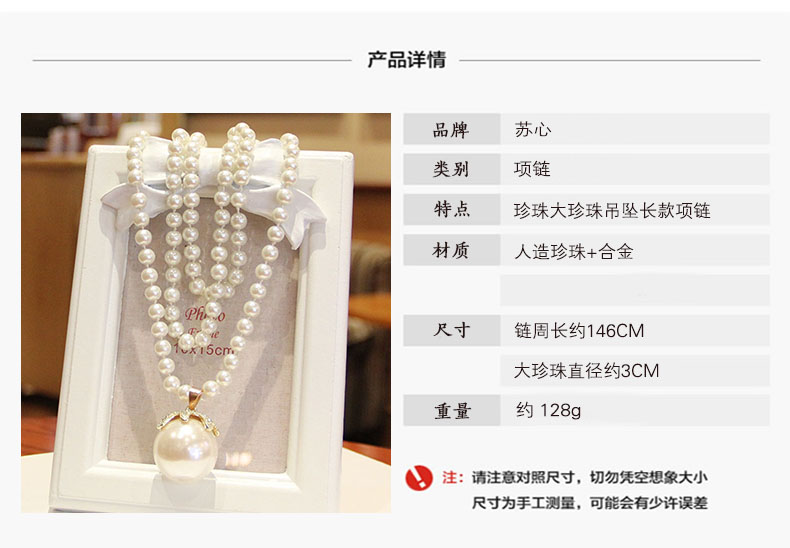 产品详情
品牌 苏心
类别 项链
特点 珍珠大珍珠吊坠长款项链
材质 人造珍珠+合金
尺寸 链周长约146CM
大珍珠直径约3CM
重量 约 128g
注：请注意对照尺寸，切勿凭空想象大小
尺寸为手工测量，可能会有少许误差
10x15cm